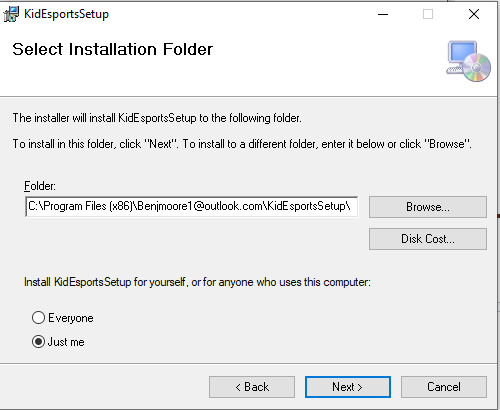 KidEsportsSetup
Select Installation Folder
The installer will install KidEsportsSetup to the following folder.
To install in this folder, click "Next". To install to a different folder, enter it below or click "Browse".
Folder:
C:\Program Files (x86)\Benjmoore1@outlook.com\KidEsportsSetup\
Browse...
Disk Cost...
Install KidEsportsSetup for yourself, or for anyone who uses this computer:
Everyone
Just me
< Back
Next >
Cancel